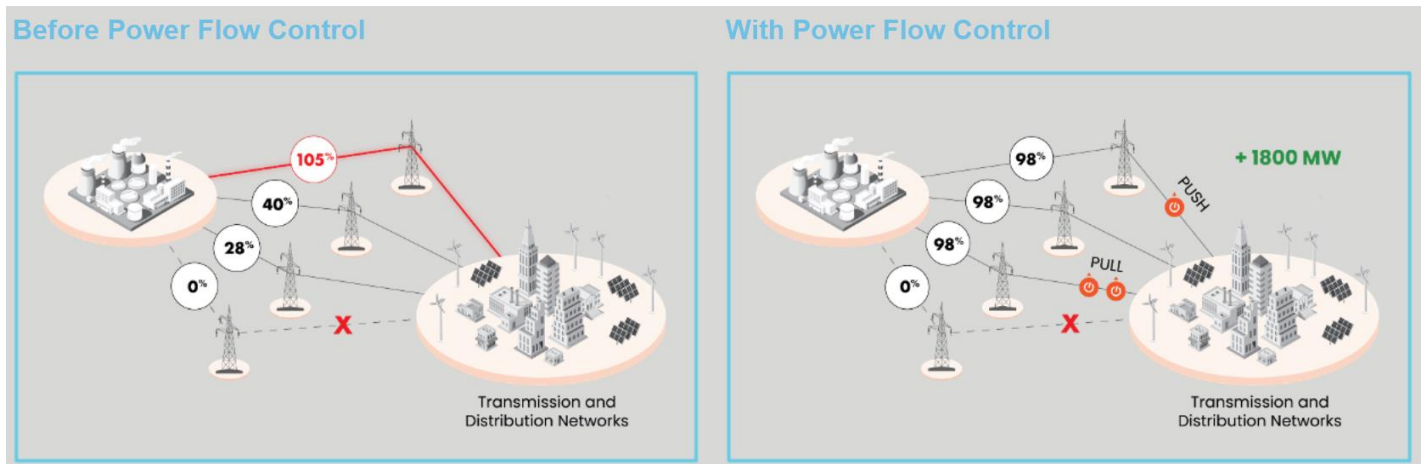 Before Power Flow Control
105%
40%
28%
0%
X
Transmission and
Distribution Networks
With Power Flow Control
98%
+ 1800 MW
98%
PUSH
98%
PULL
0%
X
Transmission and
Distribution Networks